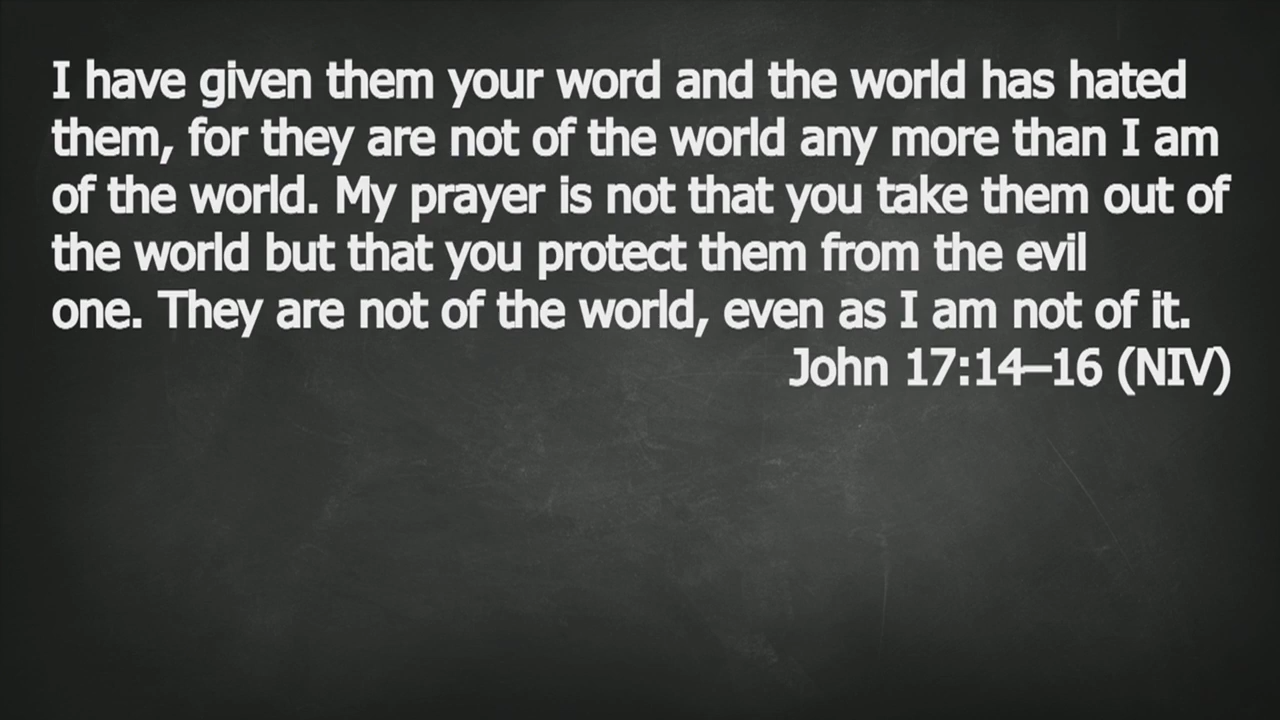 I have given them your word and the world has hated
them, for they are not of the world any more than I am
of the world. My prayer is not that you take them out of
the world but that you protect them from the evil
one. They are not of the world, even as I am not of it.
John 17:14–16 (NIV)